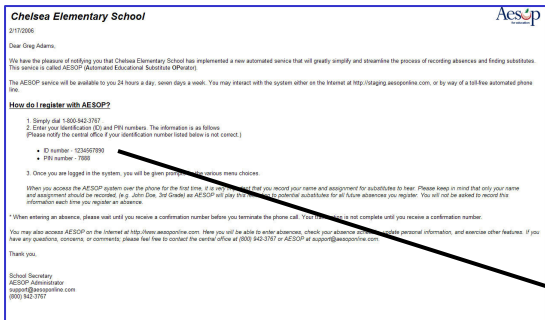 Chelsea Elementary School
Aesop
for education
2/17/2006
Dear Greg Adams,
We have the pleasure of notifying you that Chelsea Elementary School has implemented a new automated service that will greatly simplify and streamline the process of recording absences and finding substitutes.
This service is called AESOP (Automated Educational Substitute OPerator).
The AESOP service will be available to you 24 hours a day, seven days a week. You may interact with the system either on the Internet at http://staging.aesoponline.com, or by way of a toll-free automated phone
line.
How do I register with AESOP?
1. Simply dial 1-800-942-3767 .
2. Enter your Identification (ID) and PIN numbers. The information is as follows
(Please notify the central office if your identification number listed below is not correct.)
• ID number - 1234567890
• PIN number - 7888
3. Once you are logged in the system, you will be given the various menu choices.
When you access the AESOP system over the phone for the first time, it is very that you record your name and assignment for substitutes to hear. Please keep in mind that only your name
and assignment should be recorded, (e.g. John Doe, 3rd Grade) as AESOP will play this to potential substitutes for all future absences you register. You will not be asked to record this
information each time you register an absence.
* When entering an absence, please wait until you receive a confirmation number before you terminate the phone call. Your is not complete until you receive a confirmation number.
You may also access AESOP on the Internet at http://www.aesoponline.com. Here you will be able to enter absences, check your absence update personal information, and exercise other features. If you
have any questions, concerns, or comments; please feel free to contact the central office at (800) 942-3767 or AESOP at support@aesoponline.com.
Thank you,
School Secretary
AESOP Administrator
support@aesoponline.com
(800) 942-3767